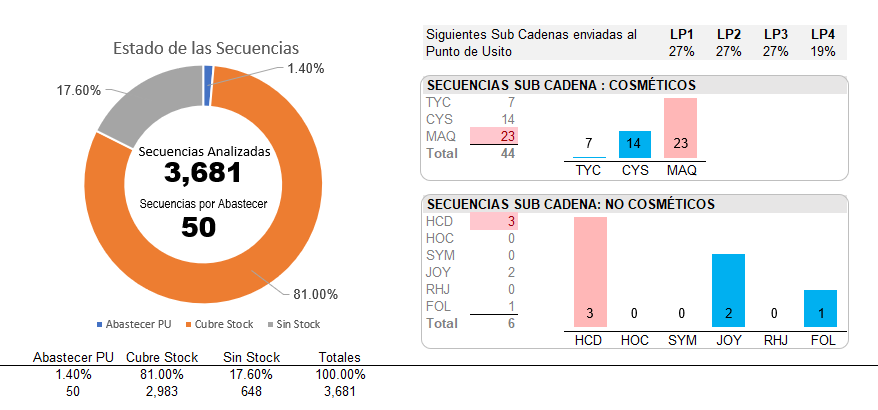 Estado de las Secuencias
1.40%
17.60%
Secuencias Analizadas
3,681
Secuencias por Abastecer
50
81.00%
Abastecer PU Cubre Stock Sin Stock
Abastecer PU Cubre Stock Sin Stock Totales
1.40% 81.00% 17.60% 100.00%
50 2,983 648 3,681
Siguientes Sub Cadenas enviadas al LP1 LP2 LP3 LP4
Punto de Usito 27% 27% 27% 19%
SECUENCIAS SUB CADENA : COSMÉTICOS
TYC 7
CYS 14
MAQ 23
Total 44
7 14 23
TYC CYS MAQ
SECUENCIAS SUB CADENA: NO COSMÉTICOS
HCD 3
HOC 0
SYM 0
JOY 2
RHJ 0
FOL 1
Total 6
3 0 0 2 0 1
HCD HOC SYM JOY RHJ FOL